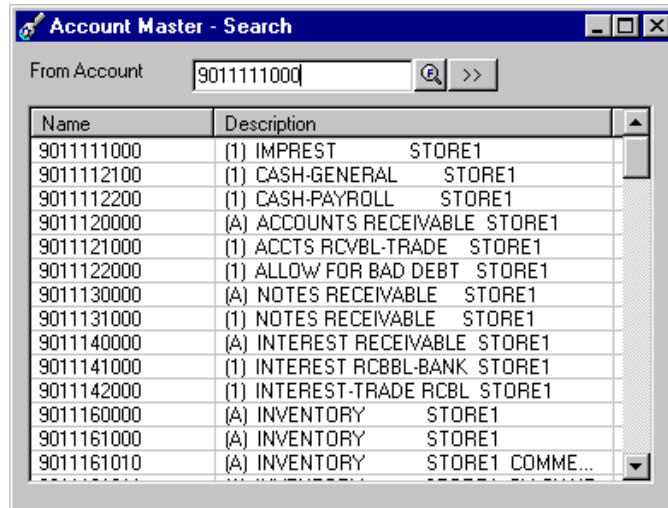 Account Master - Search
From Account 9011111000 >>
Name Description
9011111000 (1) IMPREST STORE1
9011112100 (1) CASH-GENERAL STORE1
9011112200 (1) CASH-PAYROLL STORE1
9011120000 (A) ACCOUNTS RECEIVABLE STORE1
9011121000 (1) ACCTS RCVBL-TRADE STORE1
9011122000 (1) ALLOW FOR BAD DEBT STORE1
9011130000 (A) NOTES RECEIVABLE STORE1
9011131000 (1) NOTES RECEIVABLE STORE1
9011140000 (A) INTEREST RECEIVABLE STORE1
9011141000 (1) INTEREST RCBBL-BANK STORE1
9011142000 (1) INTEREST-TRADE RCBL STORE1
9011160000 (A) INVENTORY STORE1
9011161000 (A) INVENTORY STORE1
9011161010 (A) INVENTORY STORE1 COMME...